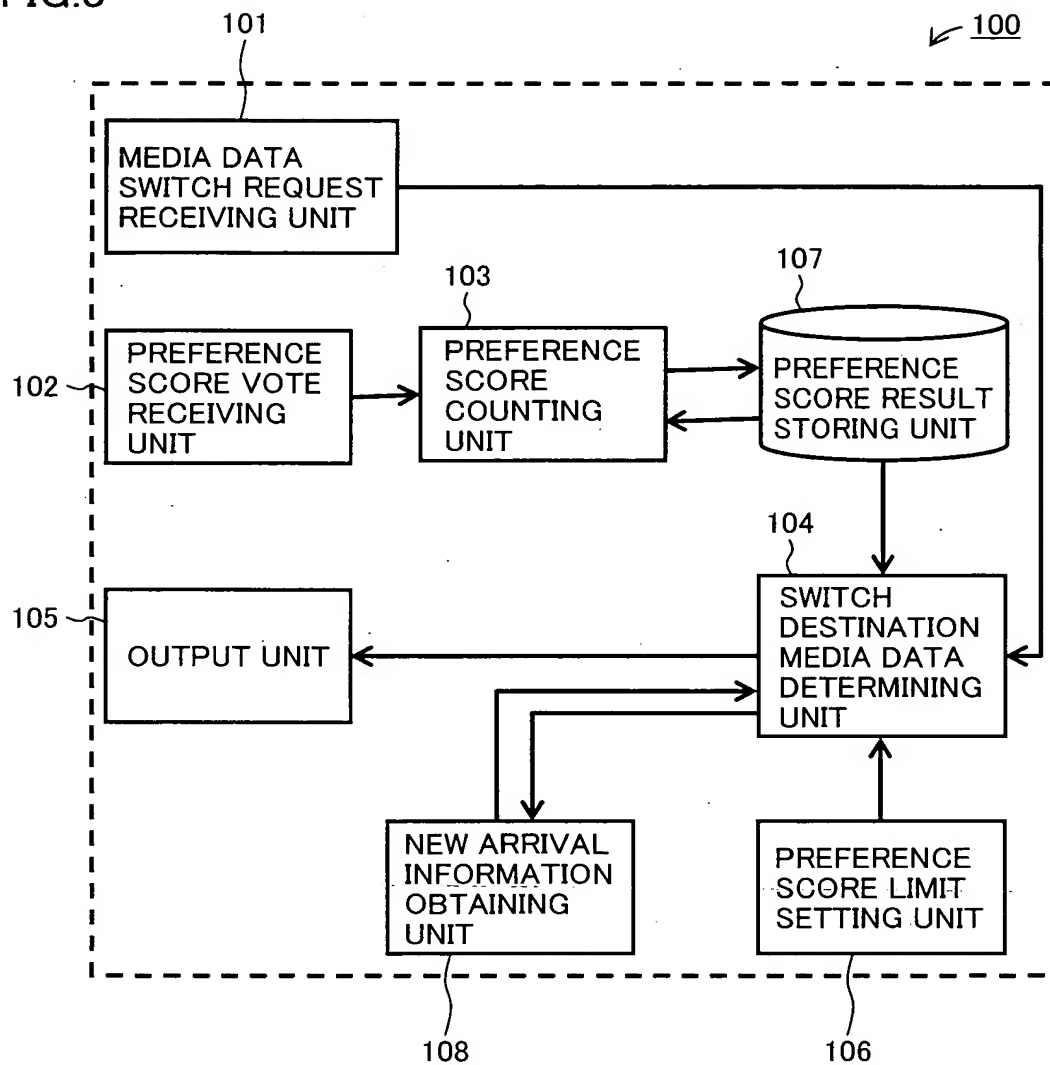 FIG.
100
101
MEDIA DATA
SWITCH REQUEST
RECEIVING UNIT
102
PREFERENCE
SCORE VOTE
RECEIVING
UNIT
103
PREFERENCE
SCORE
COUNTING
UNIT
107
PREFERENCE
SCORE RESULT
STORING UNIT
104
SWITCH
DESTINATION
MEDIA DATA
DETERMINING
UNIT
105
OUTPUT UNIT
NEW ARRIVAL
INFORMATION
OBTAINING
UNIT
108
PREFERENCE
SCORE LIMIT
SETTING UNIT
106